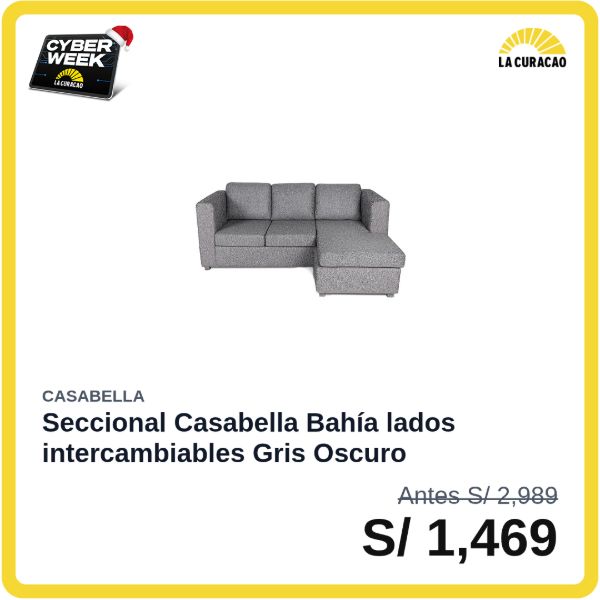 CYBER
WEEK
LA CURACAO
LA CURACAO
CASABELLA
Seccional Casabella Bahía lados
intercambiables Gris Oscuro
Antes S/ 2,989
S/ 1,469